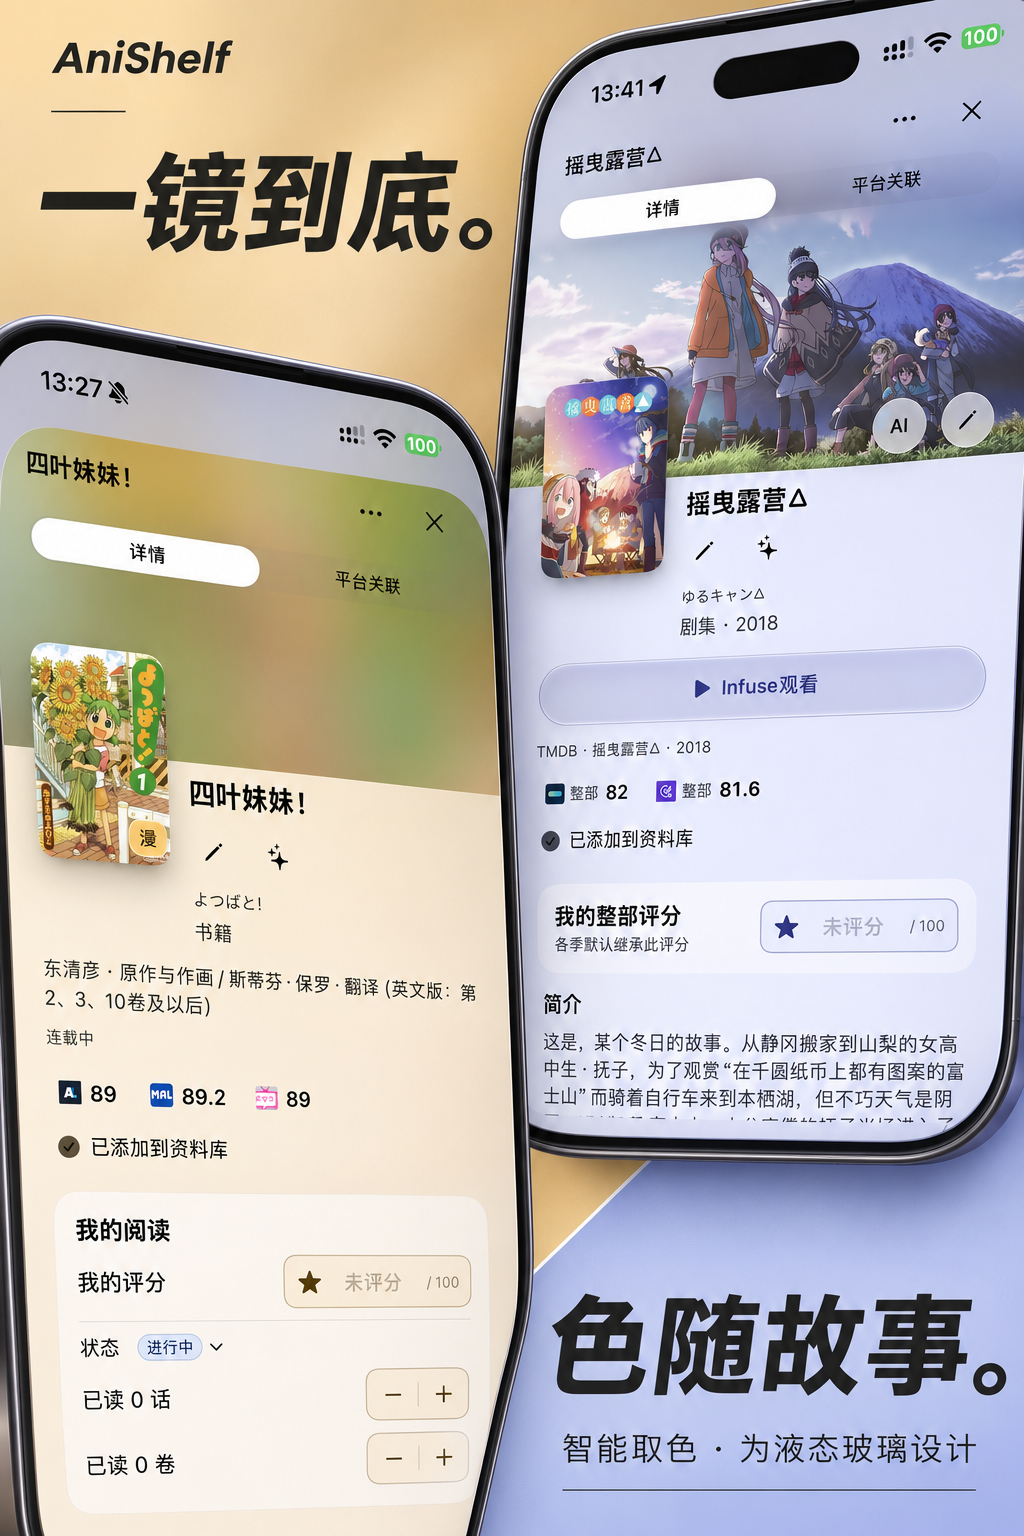 AniShelf
一镜到底。
13:41
100
摇曳露营△
详情
平台关联
摇曳露营△
AI
摇曳露营△
ゆるキャン△
剧集 · 2018
Infuse观看
TMDB · 摇曳露营△ · 2018
整部 82
整部 81.6
已添加到资料库
我的整部评分
各季默认继承此评分
未评分 / 100
简介
这是，某个冬日的故事。从静冈搬家到山梨的女高
中生·抚子，为了观赏“在千圆纸币上都有图案的富
士山”而骑着自行车来到本栖湖，但不巧天气是阴
13:27
100
四叶妹妹！
详情
平台关联
よつばと！
1
漫
四叶妹妹！
よつばと！
书籍
东清彦 · 原作与作画 / 斯蒂芬·保罗 · 翻译 (英文版：第
2、3、10卷及以后)
连载中
A. 89
MAL 89.2
89
已添加到资料库
我的阅读
我的评分
未评分 / 100
状态 进行中
已读 0 话
− +
已读 0 卷
− +
色随故事。
智能取色 · 为液态玻璃设计